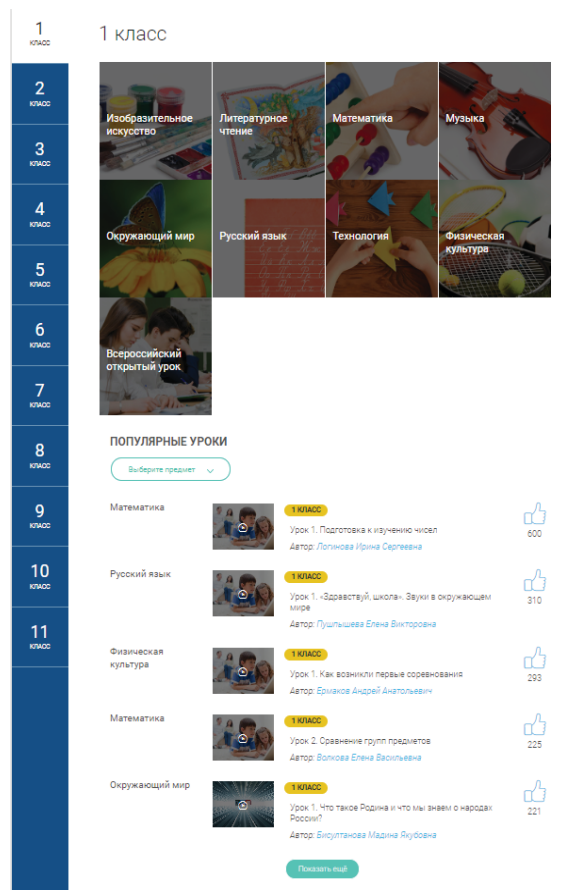 1
класс
2
класс
3
класс
4
класс
5
класс
6
класс
7
класс
8
класс
9
класс
10
класс
11
класс
1 класс
Изобразительное
искусство
Литературное
чтение
Математика
Музыка
Окружающий мир
Русский язык
Технология
Физическая
культура
Всероссийский
открытый урок
ПОПУЛЯРНЫЕ УРОКИ
Выберите предмет
Математика
1 КЛАСС
Урок 1. Подготовка к изучению чисел
Автор: Логинова Ирина Сергеевна
600
Русский язык
1 КЛАСС
Урок 1. «Здравствуй, школа». Звуки в окружающем
мире
Автор: Пушпышева Елена Викторовна
310
Физическая
культура
1 КЛАСС
Урок 1. Как возникли первые соревнования
Автор: Ермаков Андрей Анатольевич
293
Математика
1 КЛАСС
Урок 2. Сравнение групп предметов
Автор: Волкова Елена Васильевна
225
Окружающий мир
1 КЛАСС
Урок 1. Что такое Родина и что мы знаем о народах
России?
Автор: Бисултанова Мадина Якубовна
221
Показать ещё